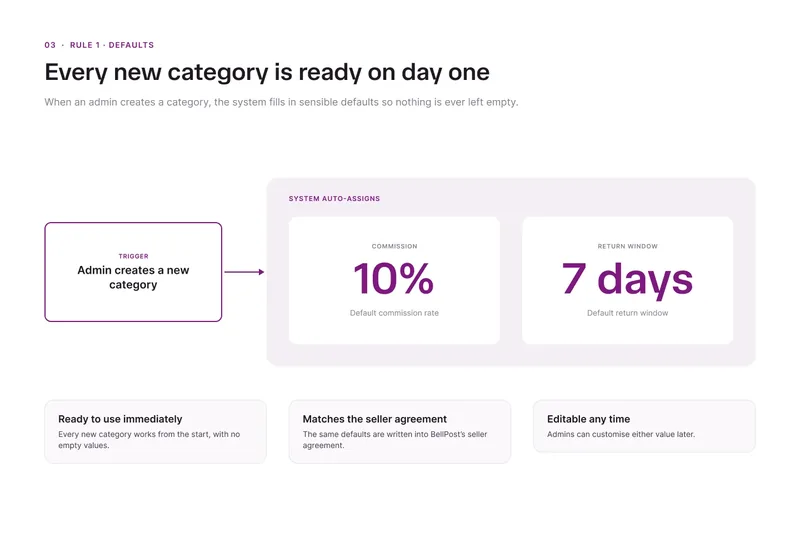 03 · RULE 1 · DEFAULTS
Every new category is ready on day one
When an admin creates a category, the system fills in sensible defaults so nothing is ever left empty.
TRIGGER
Admin creates a new
category
SYSTEM AUTO-ASSIGNS
COMMISSION
10%
Default commission rate
RETURN WINDOW
7 days
Default return window
Ready to use immediately
Every new category works from the start, with no
empty values.
Matches the seller agreement
The same defaults are written into BellPost's seller
agreement.
Editable any time
Admins can customise either value later.